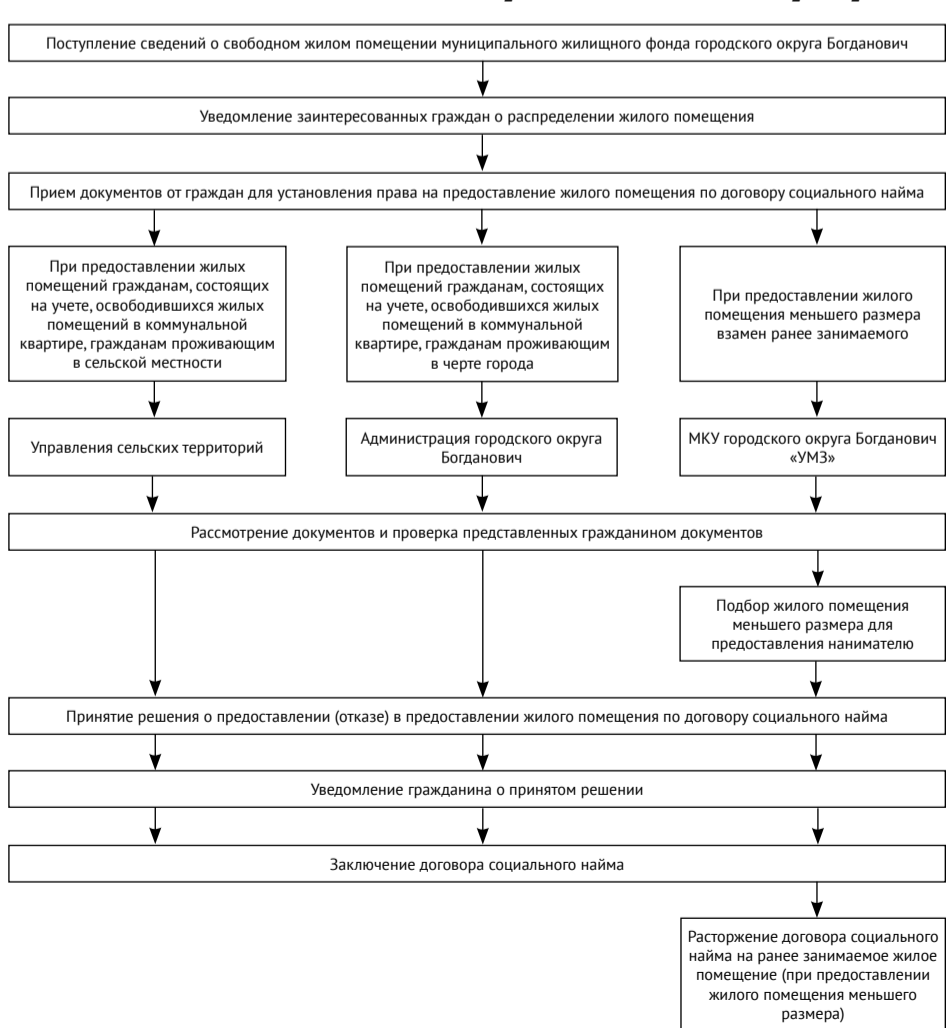 Поступление сведений о свободном жилом помещении муниципального жилищного фонда городского округа Богданович
Уведомление заинтересованных граждан о распределении жилого помещения
Прием документов от граждан для установления права на предоставление жилого помещения по договору социального найма
При предоставлении жилых
помещений гражданам, состоящих
на учете, освободившихся жилых
помещений в коммунальной
квартире, гражданам проживающим
в сельской местности
При предоставлении жилых
помещений гражданам, состоящих
на учете, освободившихся жилых
помещений в коммунальной
квартире, гражданам проживающим
в черте города
При предоставлении жилого
помещения меньшего размера
взамен ранее занимаемого
Управления сельских территорий
Администрация городского округа
Богданович
МКУ городского округа Богданович
«УМЗ»
Рассмотрение документов и проверка представленных гражданином документов
Подбор жилого помещения
меньшего размера для
предоставления нанимателю
Принятие решения о предоставлении (отказе) в предоставлении жилого помещения по договору социального найма
Уведомление гражданина о принятом решении
Заключение договора социального найма
Расторжение договора социального
найма на ранее занимаемое жилое
помещение (при предоставлении
жилого помещения меньшего
размера)